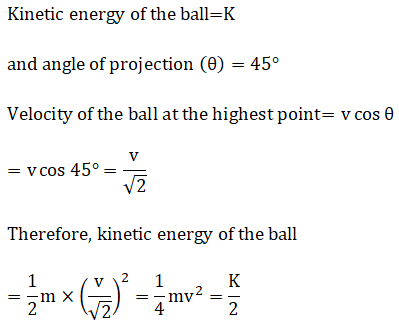 Kinetic energy of the ball=K
and angle of projection (θ) = 45°
Velocity of the ball at the highest point= v cos θ
= v cos 45° = v/√2
Therefore, kinetic energy of the ball
= 1/2 m × (v/√2)² = 1/4 mv² = K/2